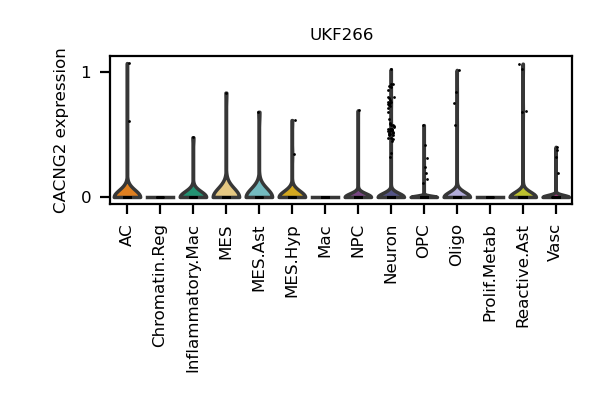 UKF266
CACNG2 expression
1
0
AC
Chromatin.Reg
Inflammatory.Mac
MES
MES.Ast
MES.Hyp
Mac
NPC
Neuron
OPC
Oligo
Prolif.Metab
Reactive.Ast
Vasc